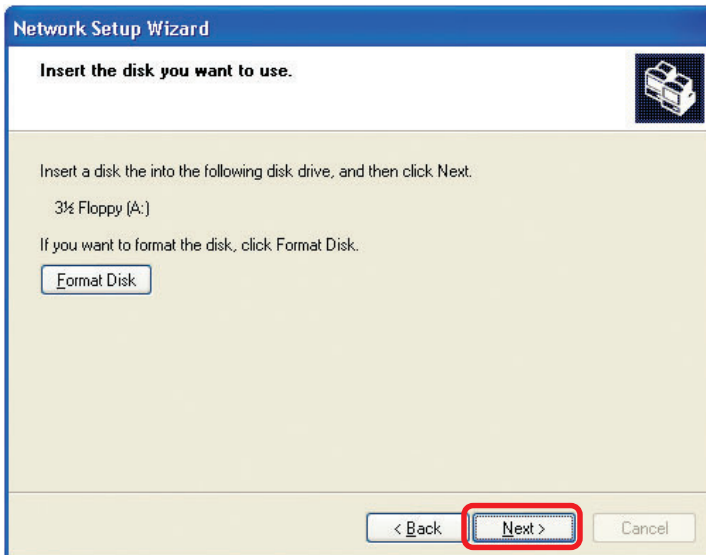 Network Setup Wizard
Insert the disk you want to use.
Insert a disk the into the following disk drive, and then click Next.
3½ Floppy (A:)
If you want to format the disk, click Format Disk.
Format Disk
< Back Next > Cancel